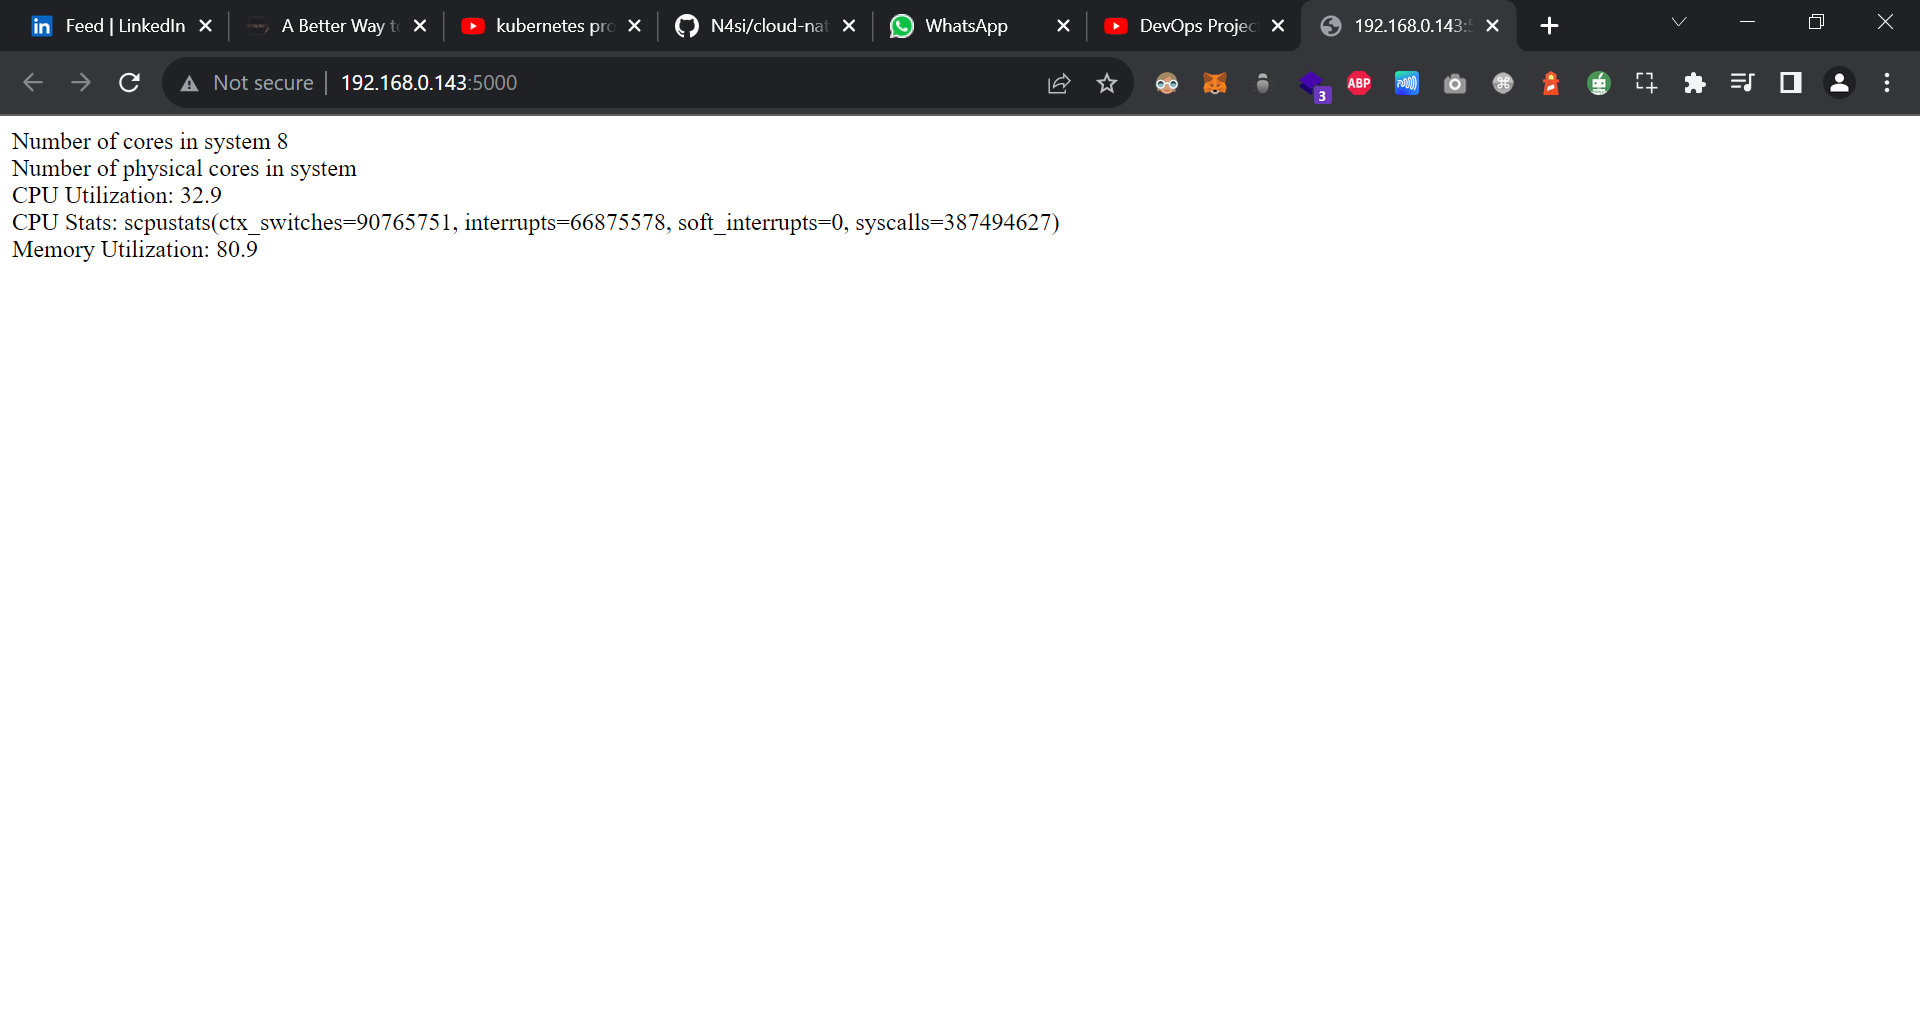 Feed | LinkedIn
A Better Way to
kubernetes pro
N4si/cloud-nat
WhatsApp
DevOps Projec
192.168.0.143:5
Not secure
192.168.0.143:5000
3
ABP
Number of cores in system 8
Number of physical cores in system
CPU Utilization: 32.9
CPU Stats: scpustats(ctx_switches=90765751, interrupts=66875578, soft_interrupts=0, syscalls=387494627)
Memory Utilization: 80.9